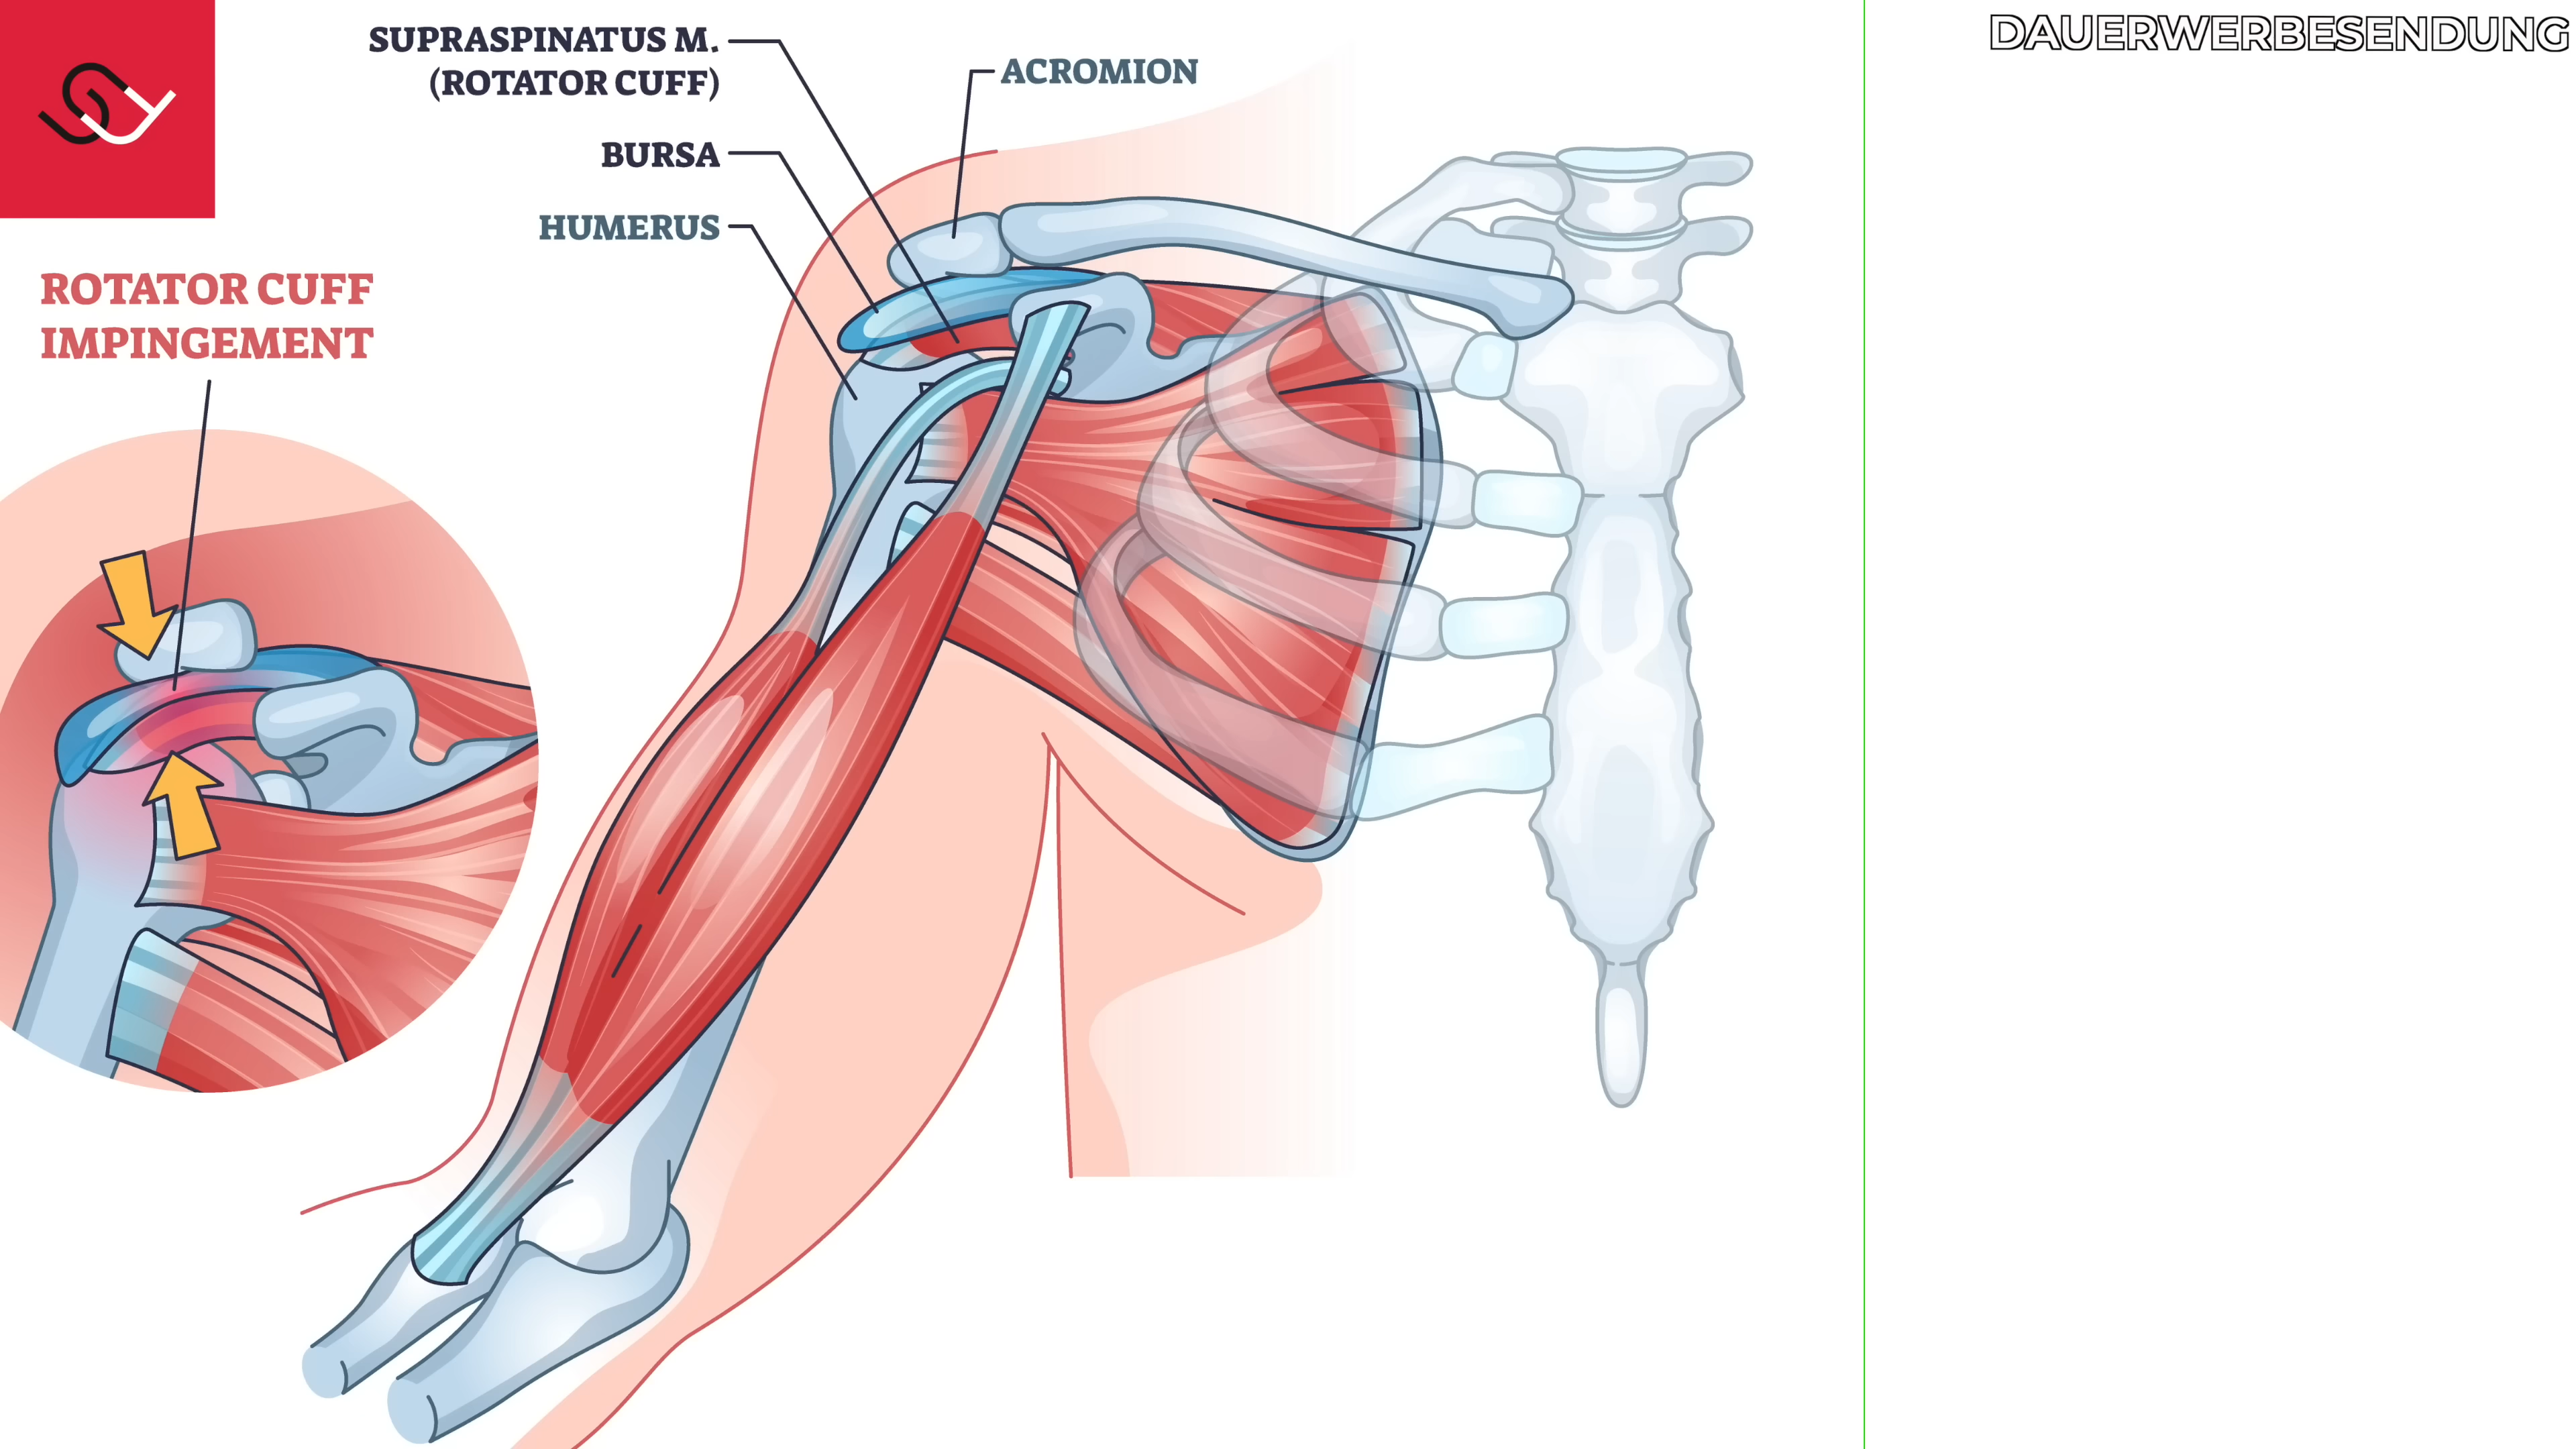 SUPRASPINATUS M.
(ROTATOR CUFF)
ACROMION
BURSA
HUMERUS
ROTATOR CUFF
IMPINGEMENT
DAUERWERBESENDUNG